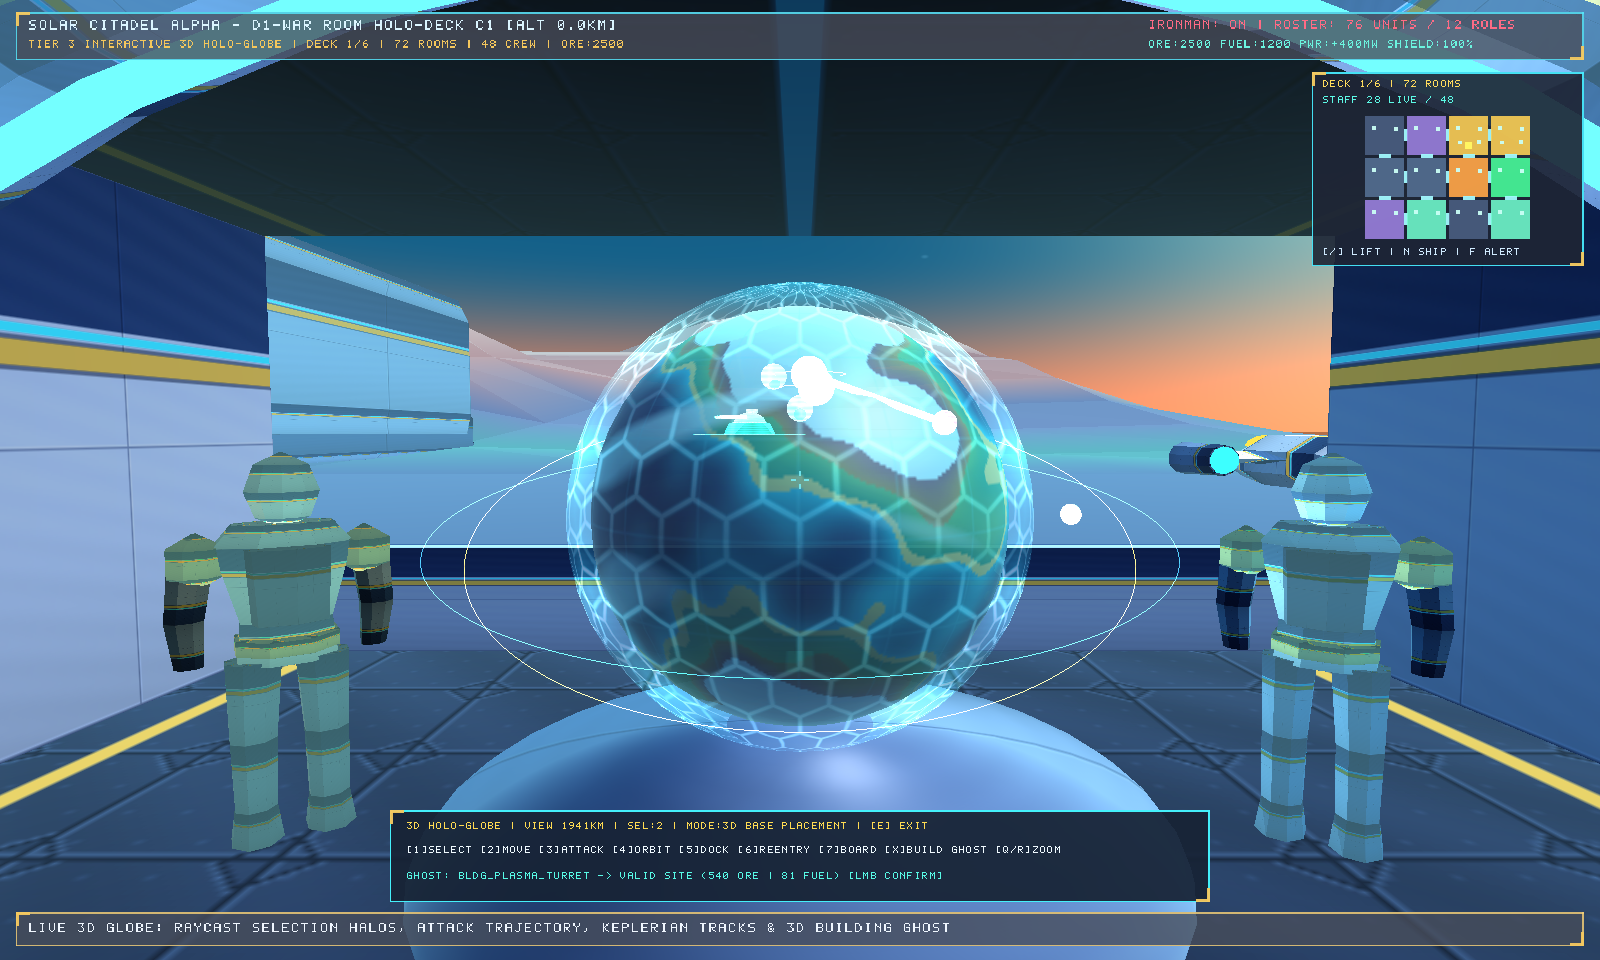 SOLAR CITADEL ALPHA - D1-WAR ROOM HOLO-DECK C1 [ALT 0.0KM]
TIER 3 INTERACTIVE 3D HOLO-GLOBE | DECK 1/6 | 72 ROOMS | 48 CREW | ORE:2500
IRONMAN: ON | ROSTER: 76 UNITS / 12 ROLES
ORE:2500 FUEL:1200 PWR:+400MW SHIELD:100%
DECK 1/6 | 72 ROOMS
STAFF 28 LIVE / 48
[/] LIFT | N SHIP | F ALERT
3D HOLO-GLOBE | VIEW 1941KM | SEL:2 | MODE:3D BASE PLACEMENT | [E] EXIT
[1]SELECT [2]MOVE [3]ATTACK [4]ORBIT [5]DOCK [6]REENTRY [7]BOARD [X]BUILD GHOST [Q/R]ZOOM
GHOST: BLDG_PLASMA_TURRET -> VALID SITE (540 ORE | 81 FUEL) [LMB CONFIRM]
LIVE 3D GLOBE: RAYCAST SELECTION HALOS, ATTACK TRAJECTORY, KEPLERIAN TRACKS & 3D BUILDING GHOST